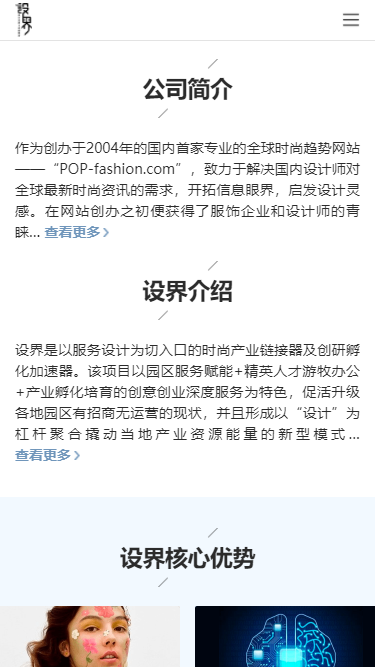 设界
公司简介
作为创办于2004年的国内首家专业的全球时尚趋势网站
——“POP-fashion.com”，致力于解决国内设计师对
全球最新时尚资讯的需求，开拓信息眼界，启发设计灵
感。在网站创办之初便获得了服饰企业和设计师的青
睐... 查看更多
设界介绍
设界是以服务设计为切入口的时尚产业链接器及创研孵
化加速器。该项目以园区服务赋能+精英人才游牧办公
+产业孵化培育的创意创业深度服务为特色，促活升级
各地园区有招商无运营的现状，并且形成以“设计”为
杠杆聚合撬动当地产业资源能量的新型模式...
查看更多
设界核心优势